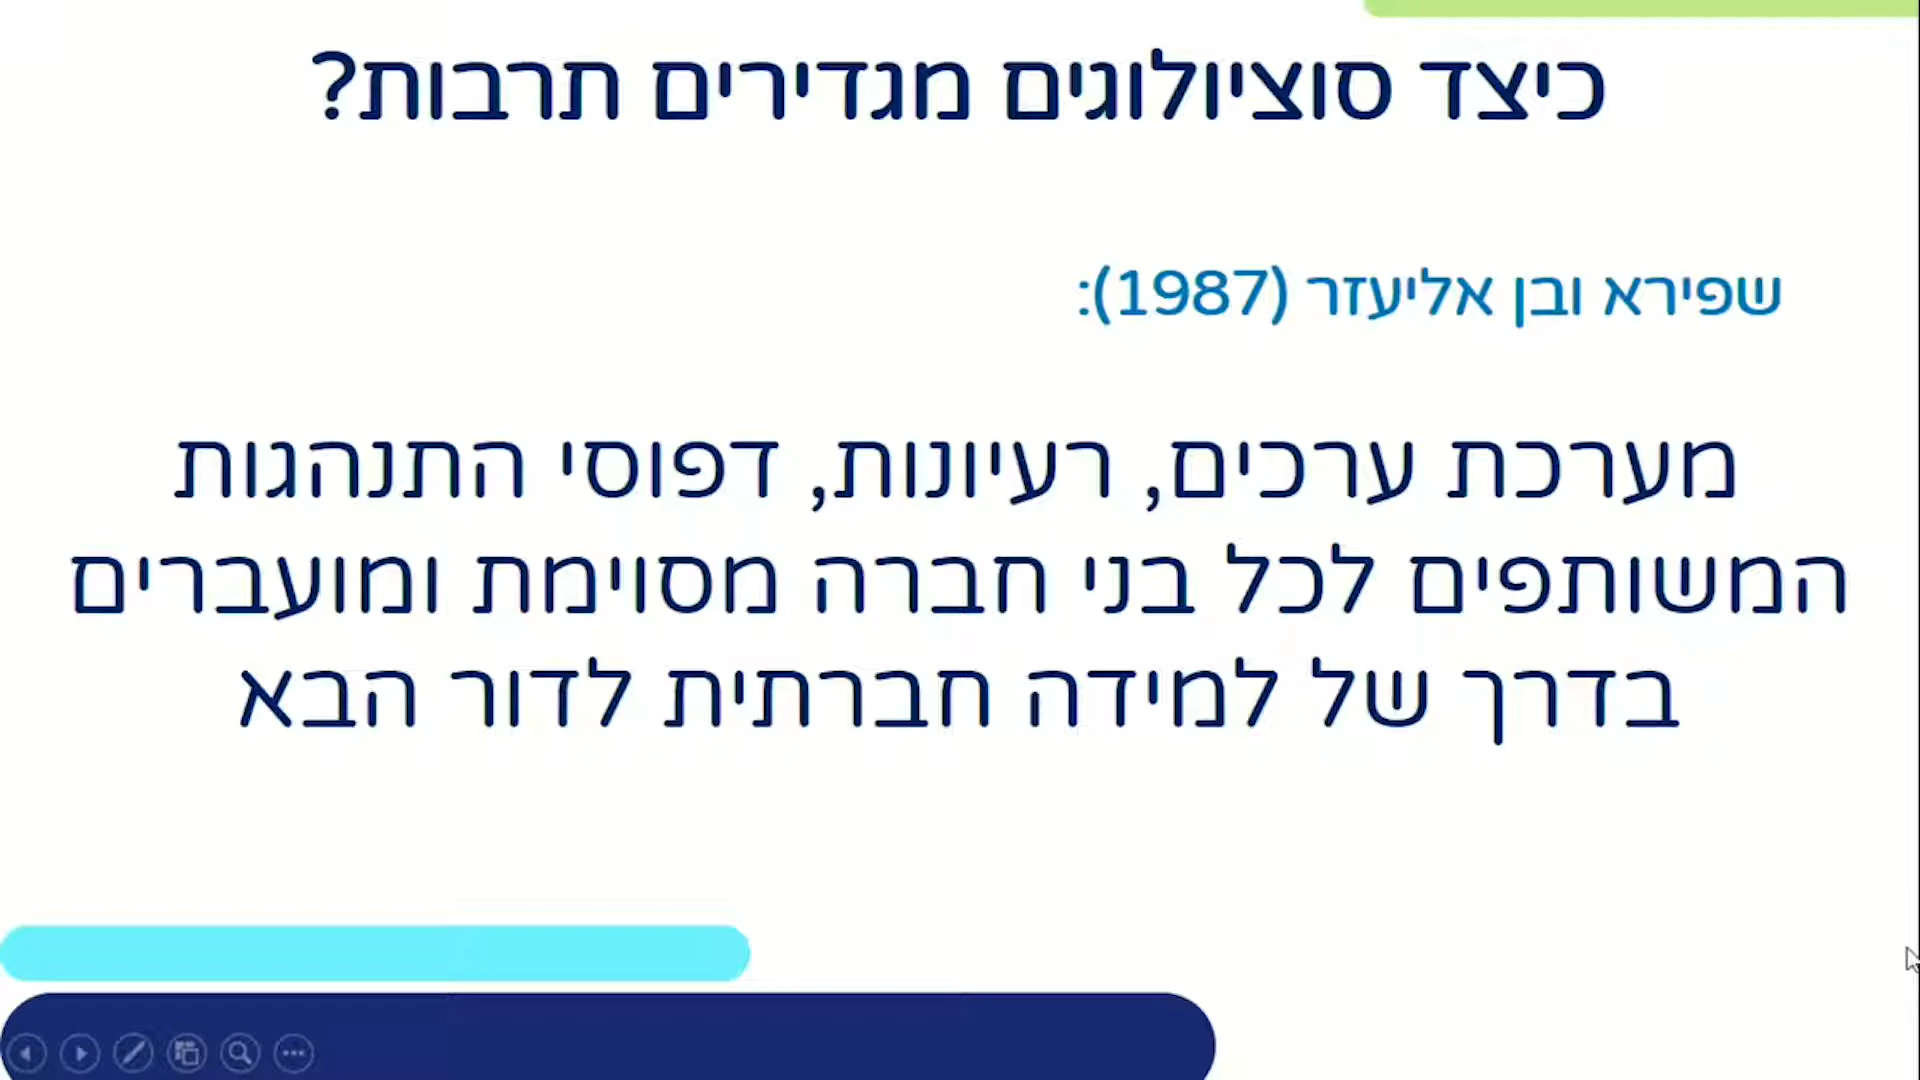 כיצד סוציולוגים מגדירים תרבות?
שפירא ובן אליעזר (1987):
מערכת ערכים, רעיונות, דפוסי התנהגות
המשותפים לכל בני חברה מסוימת ומועברים
בדרך של למידה חברתית לדור הבא